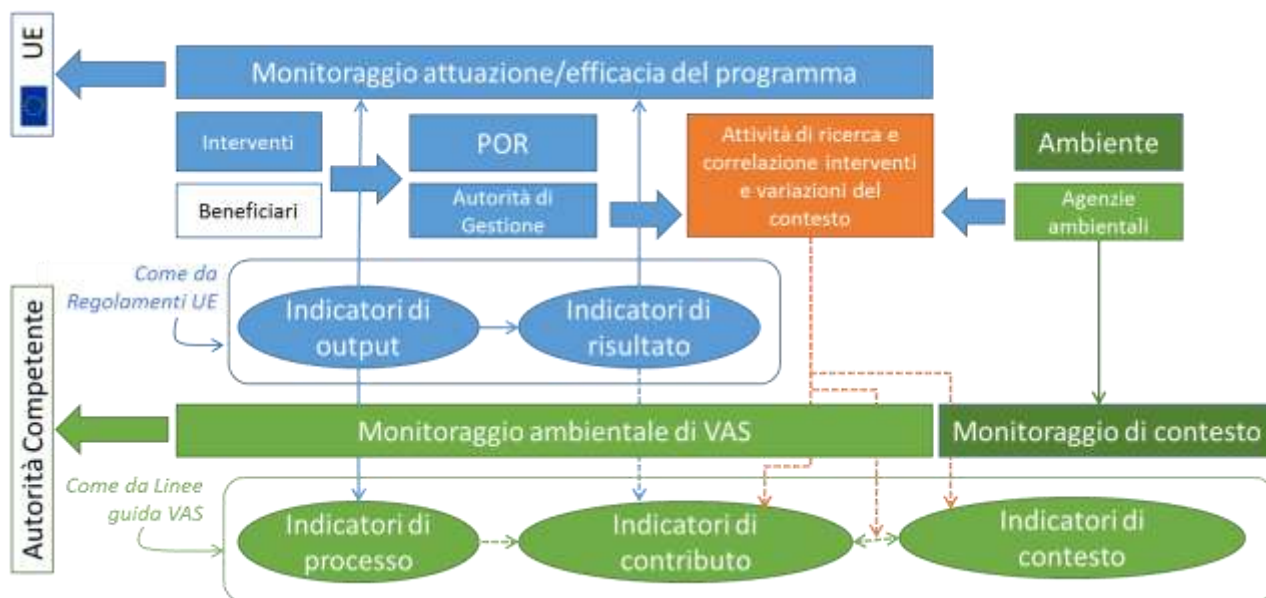 UE
Monitoraggio attuazione/efficacia del programma
Interventi
Beneficiari
POR
Autorità di
Gestione
Attività di ricerca e
correlazione interventi
e variazioni del
contesto
Ambiente
Agenzie
ambientali
Come da
Regolamenti UE
Indicatori di
output
Indicatori di
risultato
Autorità Competente
Monitoraggio ambientale di VAS
Monitoraggio di contesto
Come da Linee
guida VAS
Indicatori di
processo
Indicatori di
contributo
Indicatori di
contesto